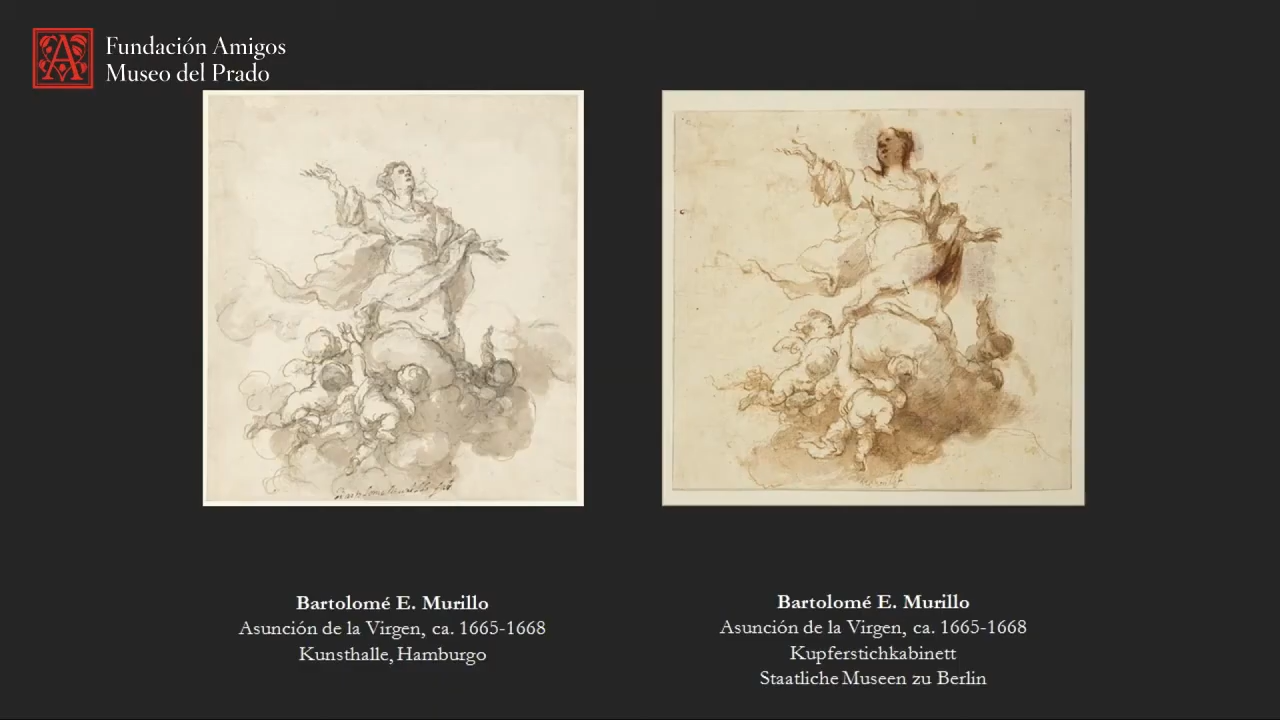 Fundación Amigos
Museo del Prado
Bartolomé E. Murillo
Asunción de la Virgen, ca. 1665-1668
Kunsthalle, Hamburgo
Bartolomé E. Murillo
Asunción de la Virgen, ca. 1665-1668
Kupferstichkabinett
Staatliche Museen zu Berlin